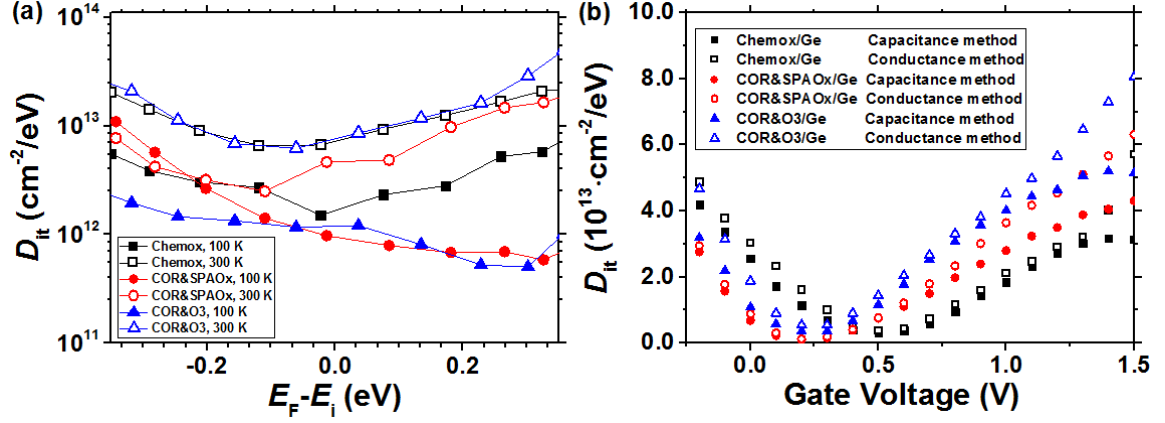 (a)
10^14
10^13
10^12
10^11
D_it (cm^-2/eV)
Chemox, 100 K
Chemox, 300 K
COR&SPAOx, 100 K
COR&SPAOx, 300 K
COR&O3, 100 K
COR&O3, 300 K
-0.2 0.0 0.2
E_F-E_i (eV)
(b)
10.0
8.0
6.0
4.0
2.0
0.0
D_it (10^13·cm^-2/eV)
Chemox/Ge Capacitance method
Chemox/Ge Conductance method
COR&SPAOx/Ge Capacitance method
COR&SPAOx/Ge Conductance method
COR&O3/Ge Capacitance method
COR&O3/Ge Conductance method
0.0 0.5 1.0 1.5
Gate Voltage (V)